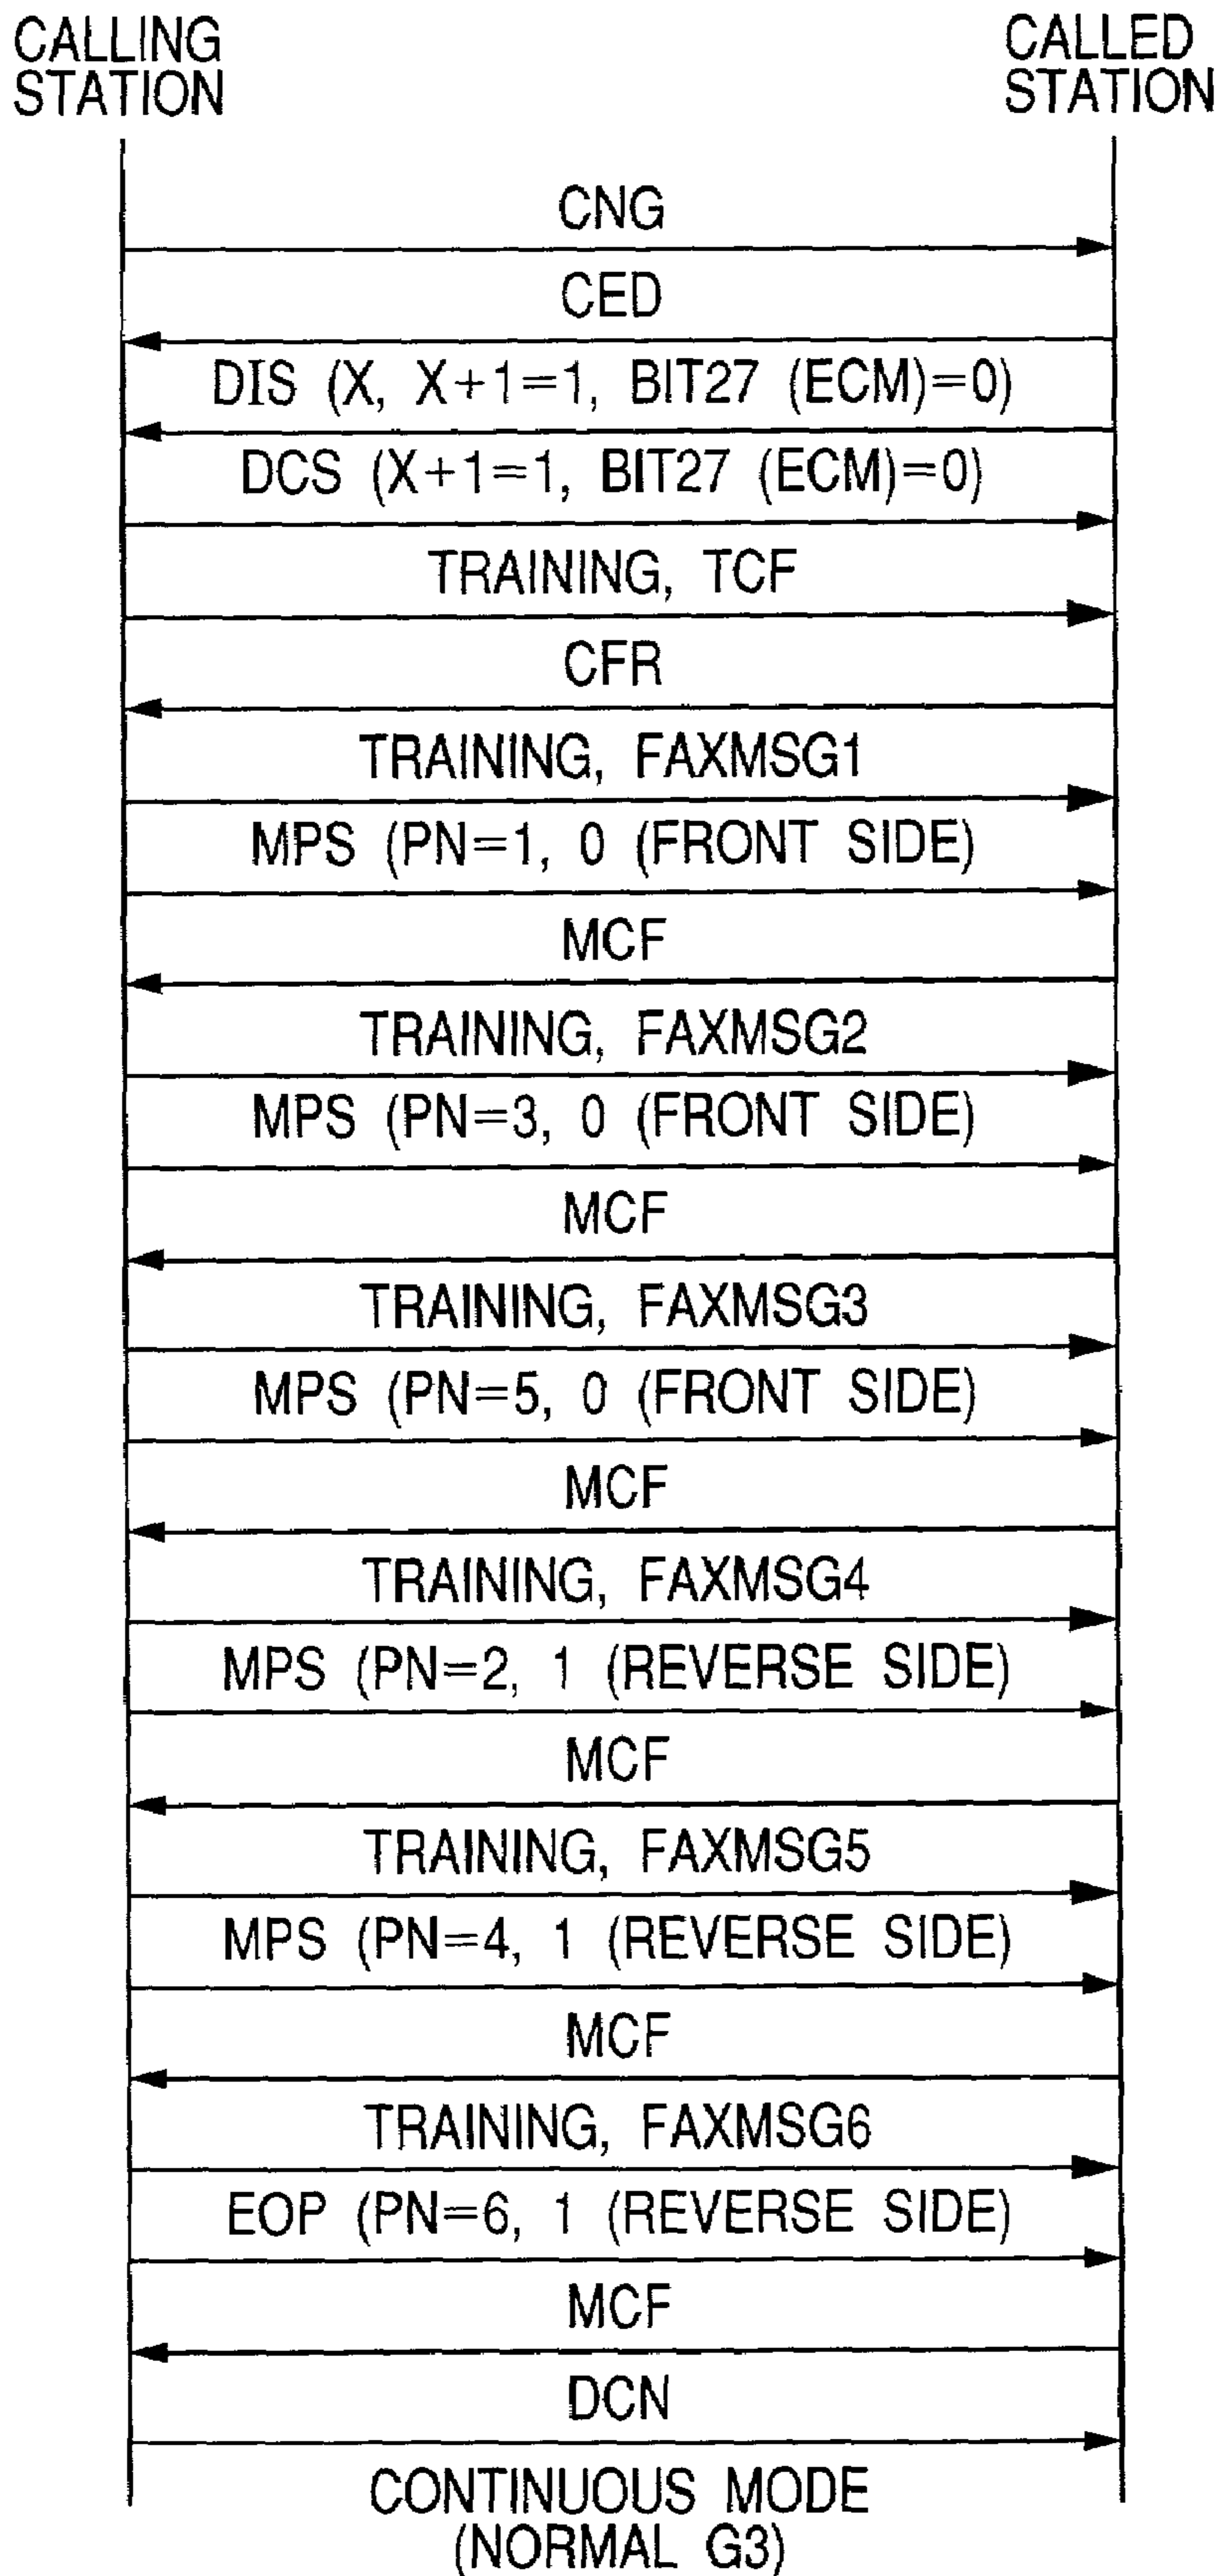 CALLING
STATION
CALLED
STATION
CNG
CED
DIS (X, X+1=1, BIT27 (ECM)=0)
DCS (X+1=1, BIT27 (ECM)=0)
TRAINING, TCF
CFR
TRAINING, FAXMSG1
MPS (PN=1, 0 (FRONT SIDE)
MCF
TRAINING, FAXMSG2
MPS (PN=3, 0 (FRONT SIDE)
MCF
TRAINING, FAXMSG3
MPS (PN=5, 0 (FRONT SIDE)
MCF
TRAINING, FAXMSG4
MPS (PN=2, 1 (REVERSE SIDE)
MCF
TRAINING, FAXMSG5
MPS (PN=4, 1 (REVERSE SIDE)
MCF
TRAINING, FAXMSG6
EOP (PN=6, 1 (REVERSE SIDE)
MCF
DCN
CONTINUOUS MODE
(NORMAL G3)